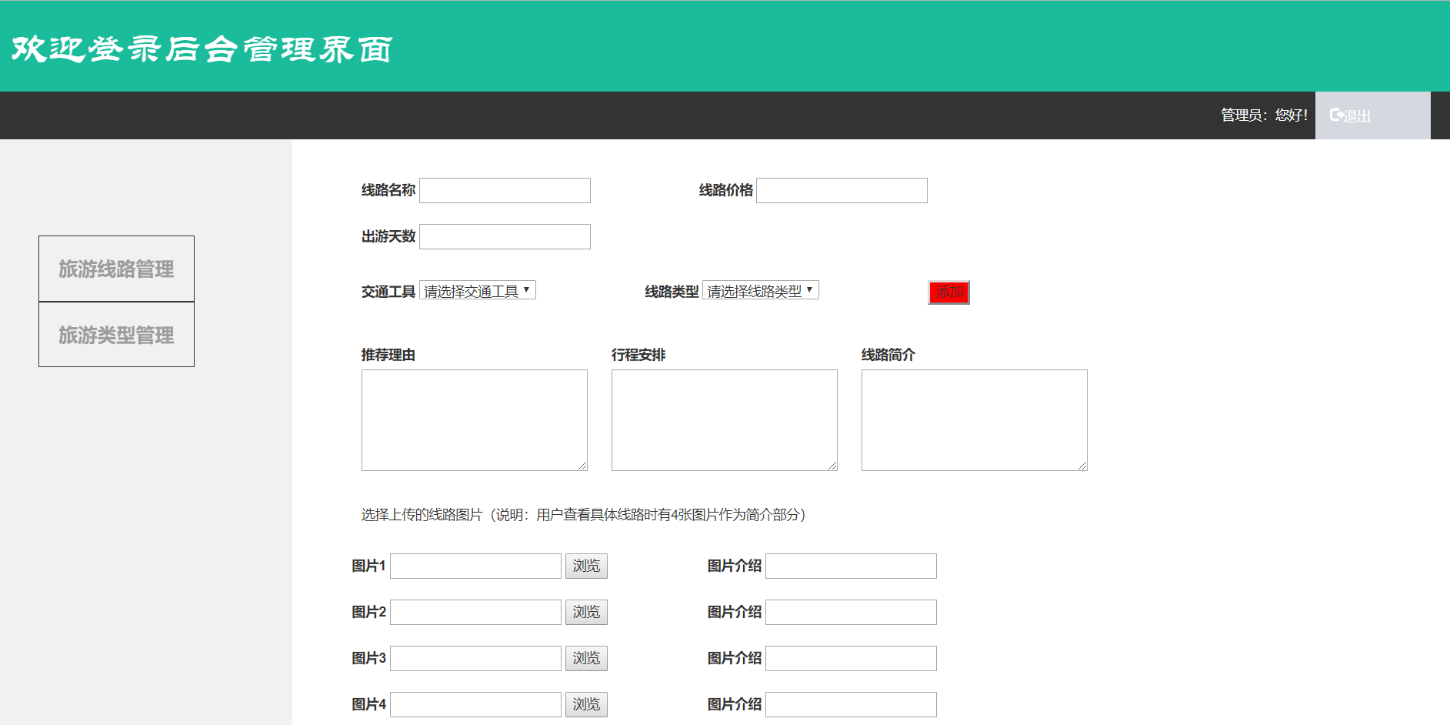 欢迎登录后台管理界面
管理员：您好! 退出
旅游线路管理
旅游类型管理
线路名称 线路价格
出游天数
交通工具 请选择交通工具 线路类型 请选择线路类型 添加
推荐理由 行程安排 线路简介
选择上传的线路图片（说明：用户查看具体线路时有4张图片作为简介部分）
图片1 浏览 图片介绍
图片2 浏览 图片介绍
图片3 浏览 图片介绍
图片4 浏览 图片介绍